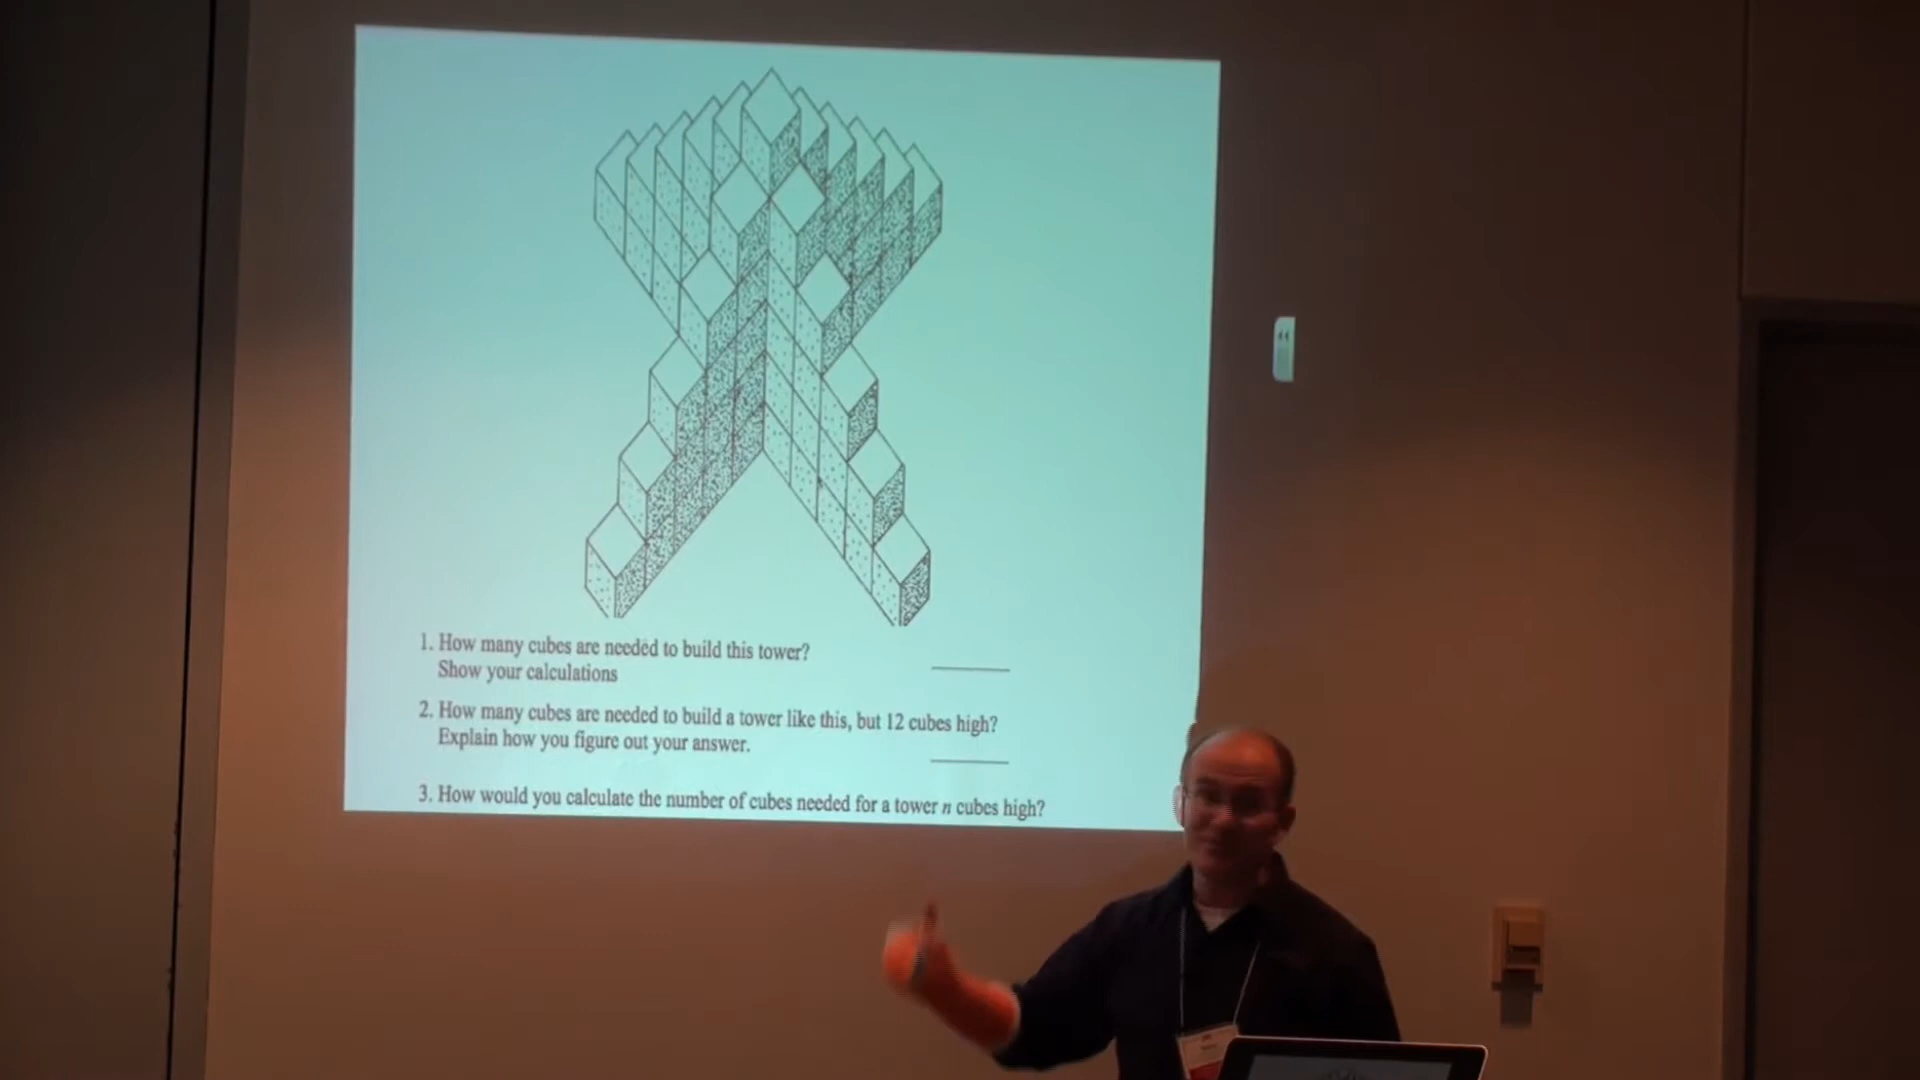 1. How many cubes are needed to build this tower?
Show your calculations
2. How many cubes are needed to build a tower like this, but 12 cubes high?
Explain how you figure out your answer.
3. How would you calculate the number of cubes needed for a tower n cubes high?